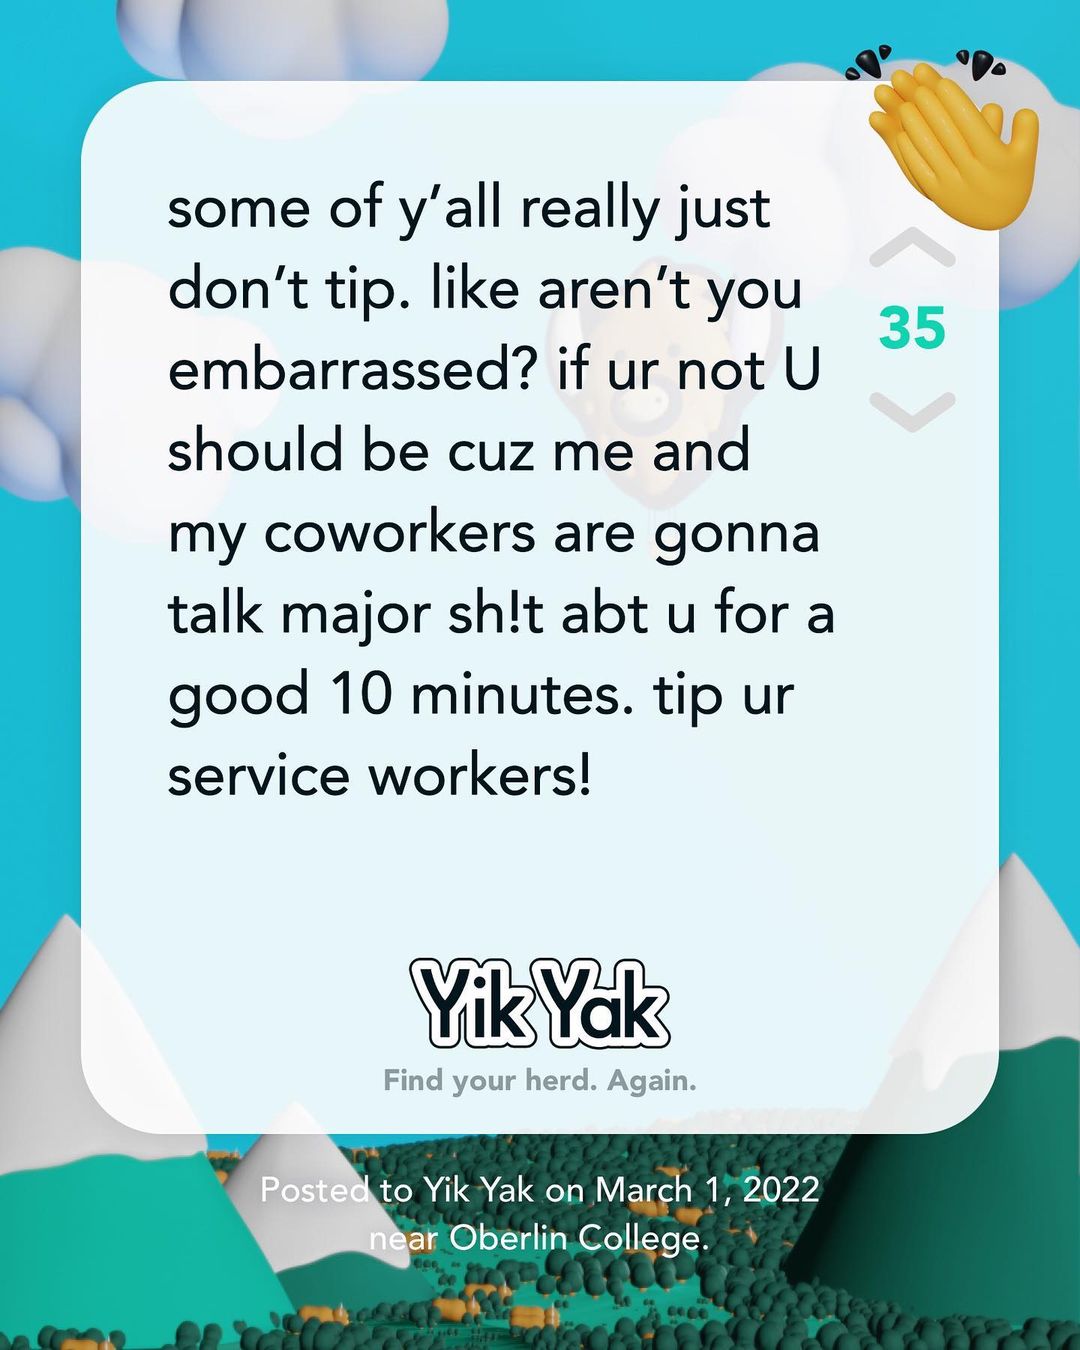 some of y’all really just
don’t tip. like aren’t you
embarrassed? if ur not U
should be cuz me and
my coworkers are gonna
talk major sh!t abt u for a
good 10 minutes. tip ur
service workers!
35
Yik Yak
Find your herd. Again.
Posted to Yik Yak on March 1, 2022
near Oberlin College.